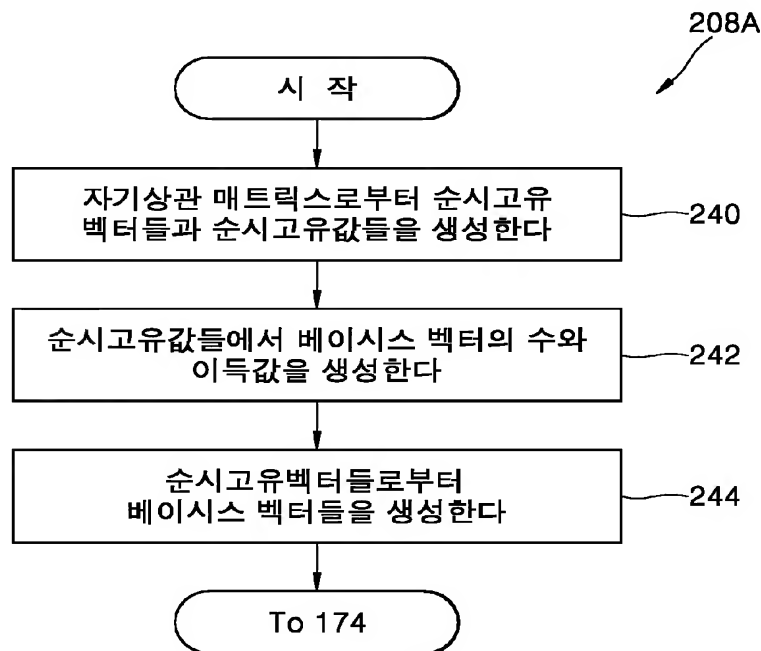 208A
시 작
자기상관 매트릭스로부터 순시고유
벡터들과 순시고유값들을 생성한다
240
순시고유값들에서 베이시스 벡터의 수와
이득값을 생성한다
242
순시고유벡터들로부터
베이시스 벡터들을 생성한다
244
To 174